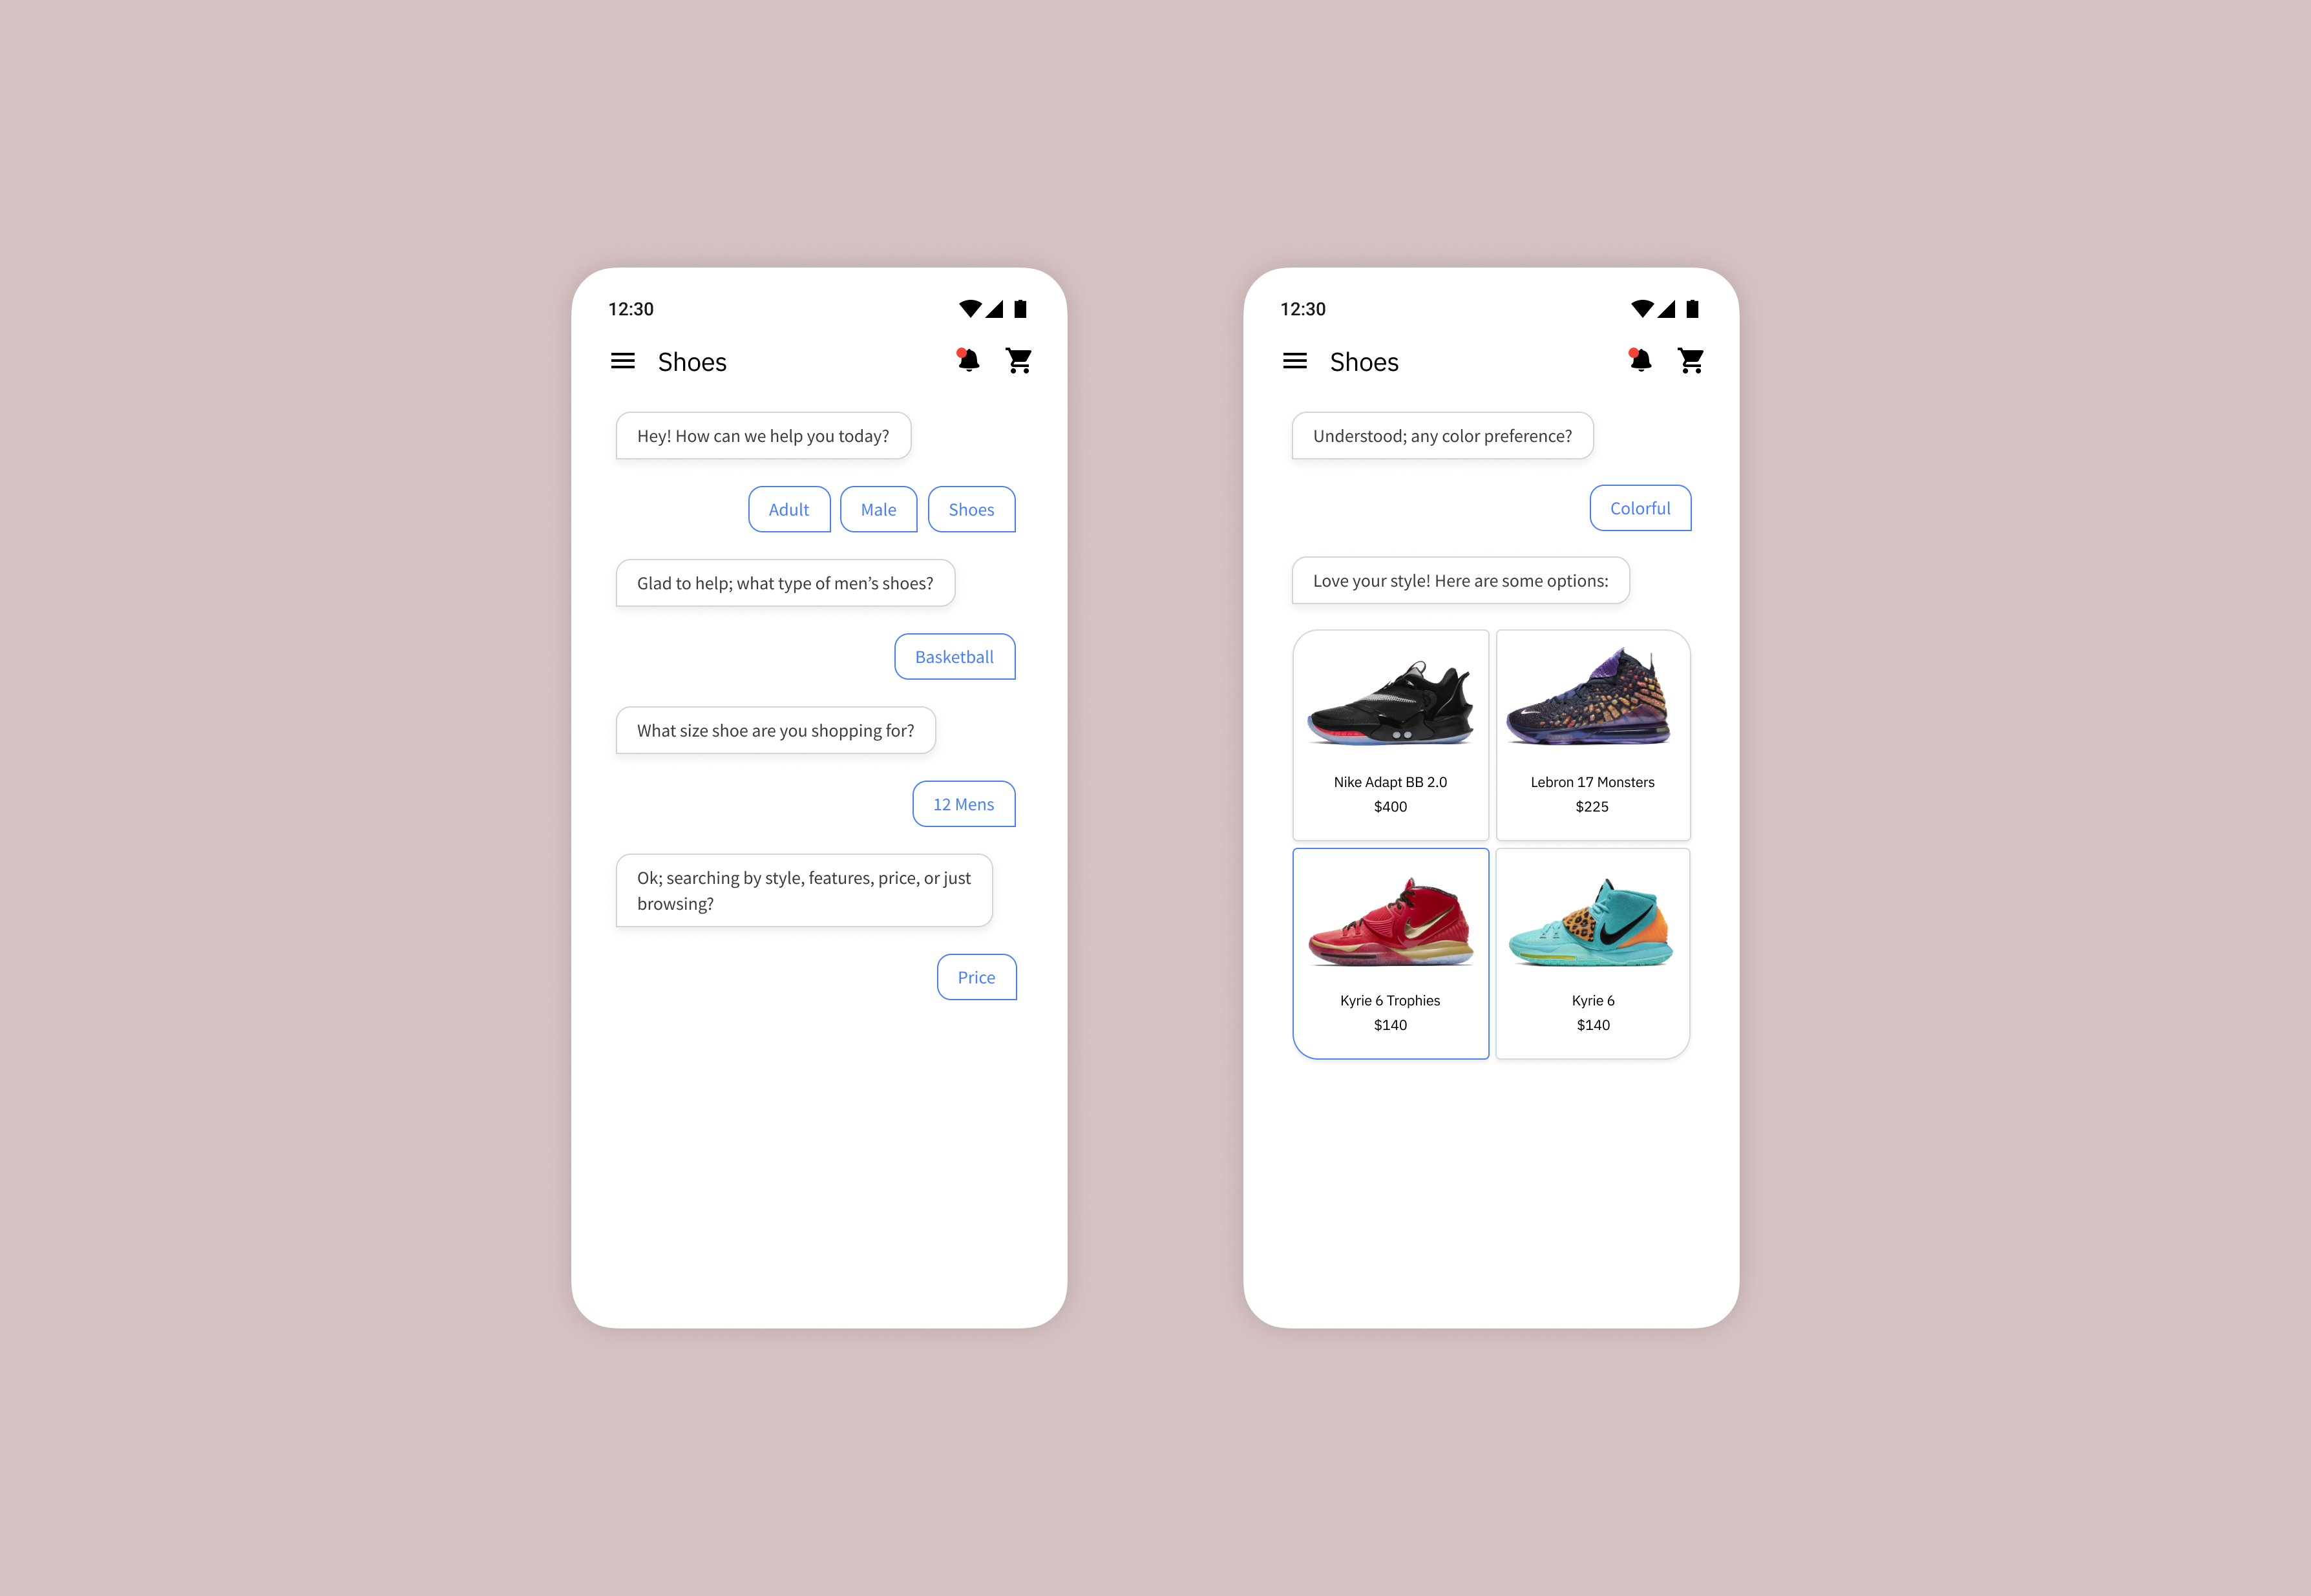 12:30
Shoes
Hey! How can we help you today?
Adult
Male
Shoes
Glad to help; what type of men’s shoes?
Basketball
What size shoe are you shopping for?
12 Mens
Ok; searching by style, features, price, or just
browsing?
Price
12:30
Shoes
Understood; any color preference?
Colorful
Love your style! Here are some options:
Nike Adapt BB 2.0
$400
Lebron 17 Monsters
$225
Kyrie 6 Trophies
$140
Kyrie 6
$140